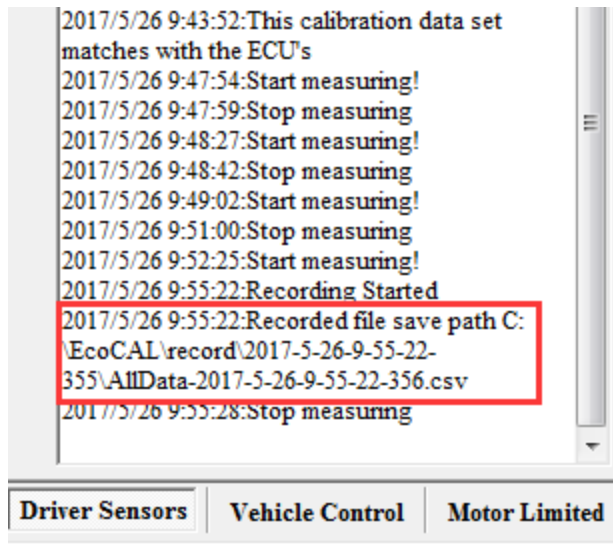 2017/5/26 9:43:52:This calibration data set
matches with the ECU's
2017/5/26 9:47:54:Start measuring!
2017/5/26 9:47:59:Stop measuring
2017/5/26 9:48:27:Start measuring!
2017/5/26 9:48:42:Stop measuring
2017/5/26 9:49:02:Start measuring!
2017/5/26 9:51:00:Stop measuring
2017/5/26 9:52:25:Start measuring!
2017/5/26 9:55:22:Recording Started
2017/5/26 9:55:22:Recorded file save path C:
\EcoCAL\record\2017-5-26-9-55-22-
355\AllData-2017-5-26-9-55-22-356.csv
2017/5/26 9:55:28:Stop measuring
Driver Sensors Vehicle Control Motor Limited